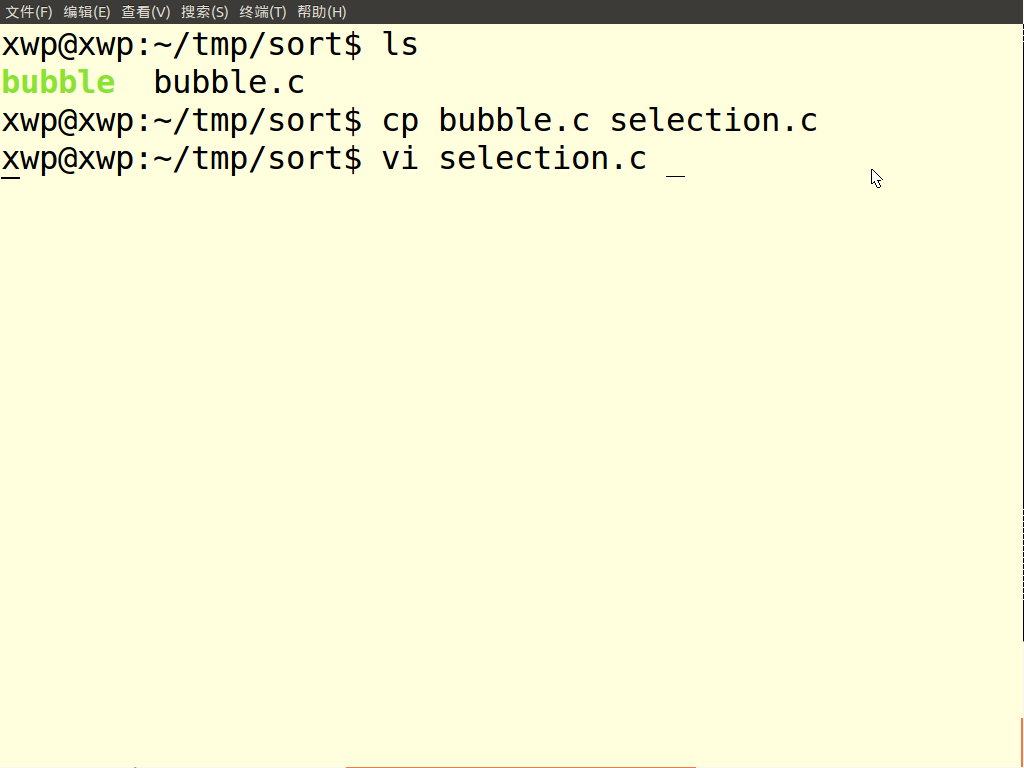 文件(F) 编辑(E) 查看(V) 搜索(S) 终端(T) 帮助(H)
xwp@xwp:~/tmp/sort$ ls
bubble  bubble.c
xwp@xwp:~/tmp/sort$ cp bubble.c selection.c
xwp@xwp:~/tmp/sort$ vi selection.c _